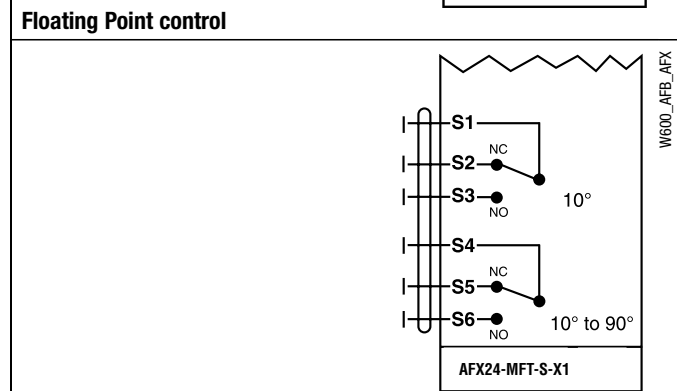 Floating Point control
W600_AFB_AFX
S1
NC
S2
S3
10°
NO
S4
NC
S5
S6
10° to 90°
NO
AFX24-MFT-S-X1